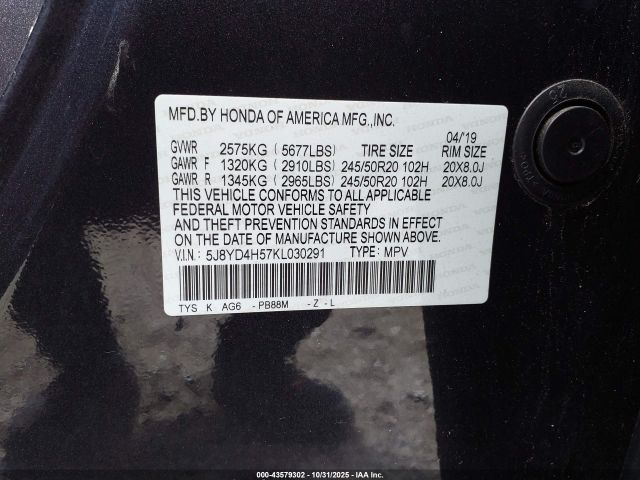 MFD.BY HONDA OF AMERICA MFG.,INC.
04/'19
GVWR 2575KG ( 5677LBS) TIRE SIZE RIM SIZE
GAWR F 1320KG ( 2910LBS) 245/50R20 102H 20X8.0J
GAWR R 1345KG ( 2965LBS) 245/50R20 102H 20X8.0J
THIS VEHICLE CONFORMS TO ALL APPLICABLE
FEDERAL MOTOR VEHICLE SAFETY
AND THEFT PREVENTION STANDARDS IN EFFECT
ON THE DATE OF MANUFACTURE SHOWN ABOVE.
V.I.N.: 5J8YD4H57KL030291 TYPE: MPV
TYS K AG6 -PB88M -Z -L
000-43579302 - 10/31/2025 - IAA Inc.